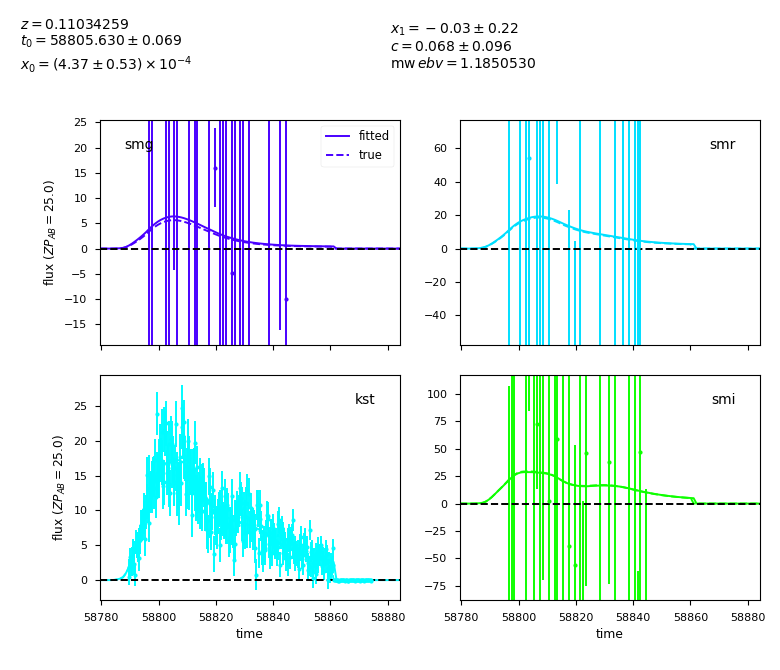 z = 0.11034259
t₀ = 58805.630 ± 0.069
x₀ = (4.37 ± 0.53) × 10⁻⁴
x₁ = −0.03 ± 0.22
c = 0.068 ± 0.096
mw ebv = 1.1850530
25
20
15
10
5
0
−5
−10
−15
flux (ZP_AB = 25.0)
smg
fitted
true
60
40
20
0
−20
−40
smr
25
20
15
10
5
0
flux (ZP_AB = 25.0)
kst
58780 58800 58820 58840 58860 58880
time
100
75
50
25
0
−25
−50
−75
smi
58780 58800 58820 58840 58860 58880
time